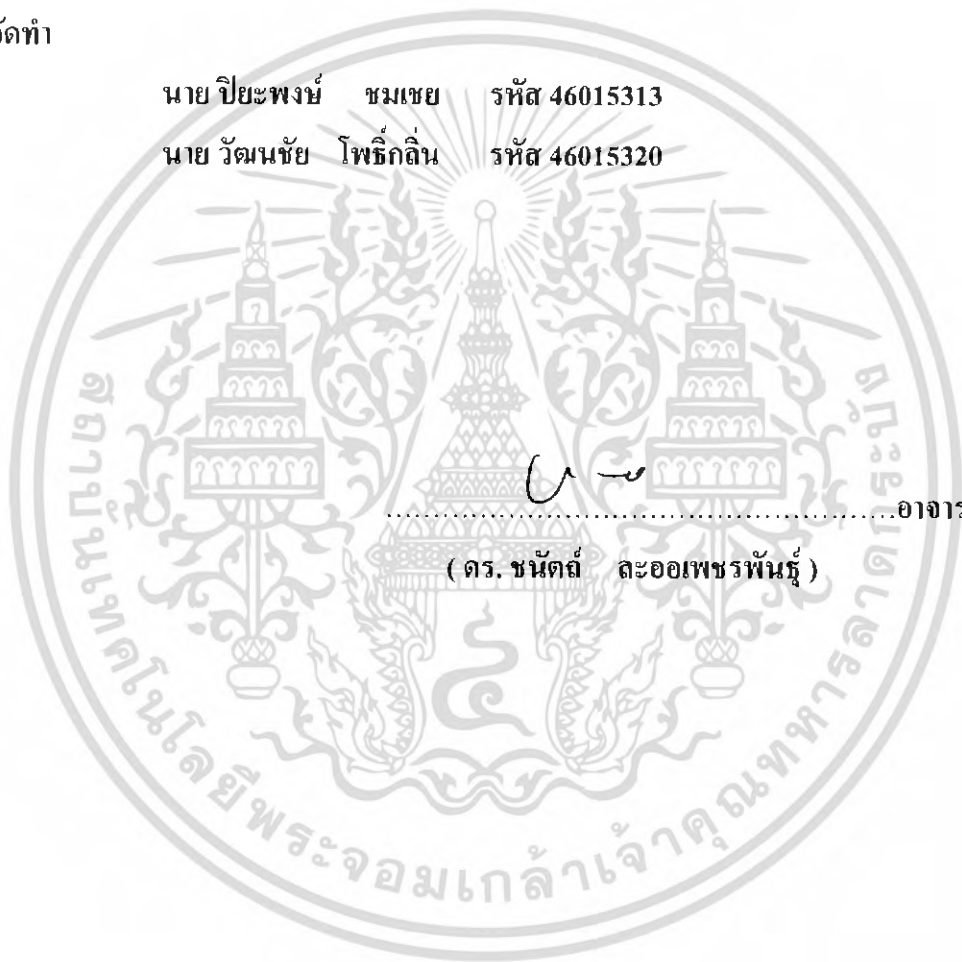 จัดทำ
นาย ปิยะพงษ์ ชมเชย รหัส 46015313
นาย วัฒนชัย โพธิ์กลิ่น รหัส 46015320
อาจาร
( ดร. ชนัตถ์ ละออเพชรพันธุ์ )
สถาบันเทคโนโลยีพระจอมเกล้าเจ้าคุณทหารลาดกระบัง